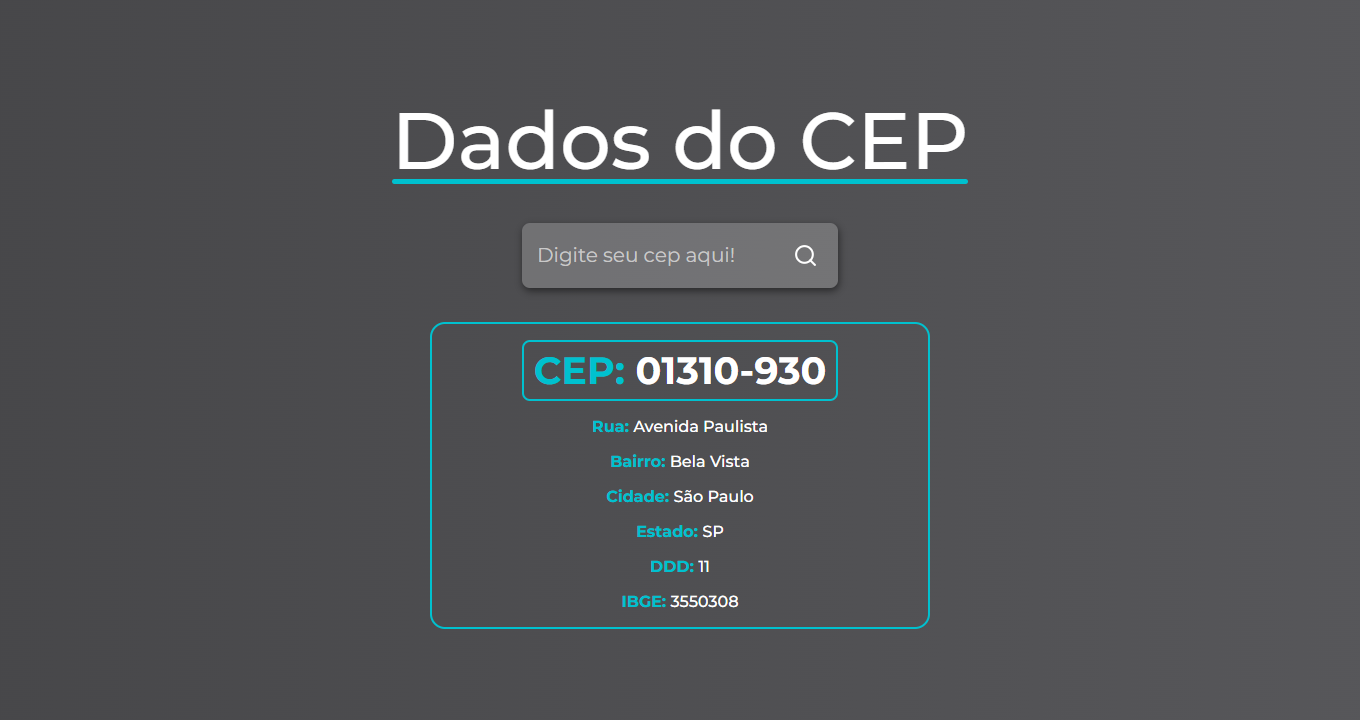 Dados do CEP
Digite seu cep aqui!
CEP: 01310-930
Rua: Avenida Paulista
Bairro: Bela Vista
Cidade: São Paulo
Estado: SP
DDD: 11
IBGE: 3550308